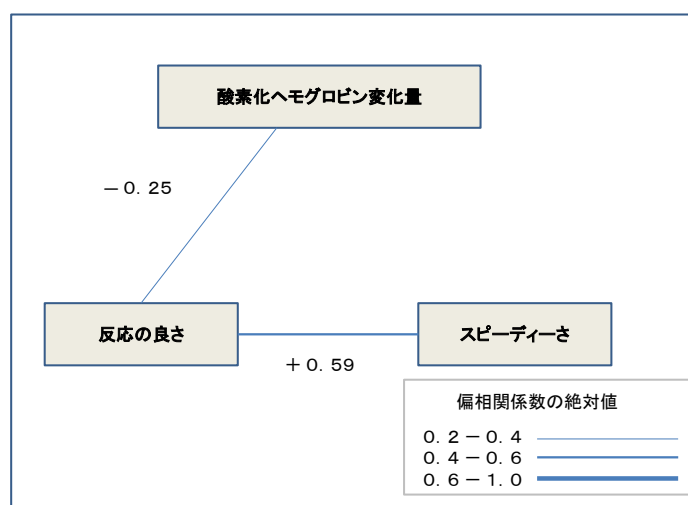 酸素化ヘモグロビン変化量
－0．25
反応の良さ
スピーディーさ
＋0．59
偏相関係数の絶対値
0．2－0．4
0．4－0．6
0．6－1．0